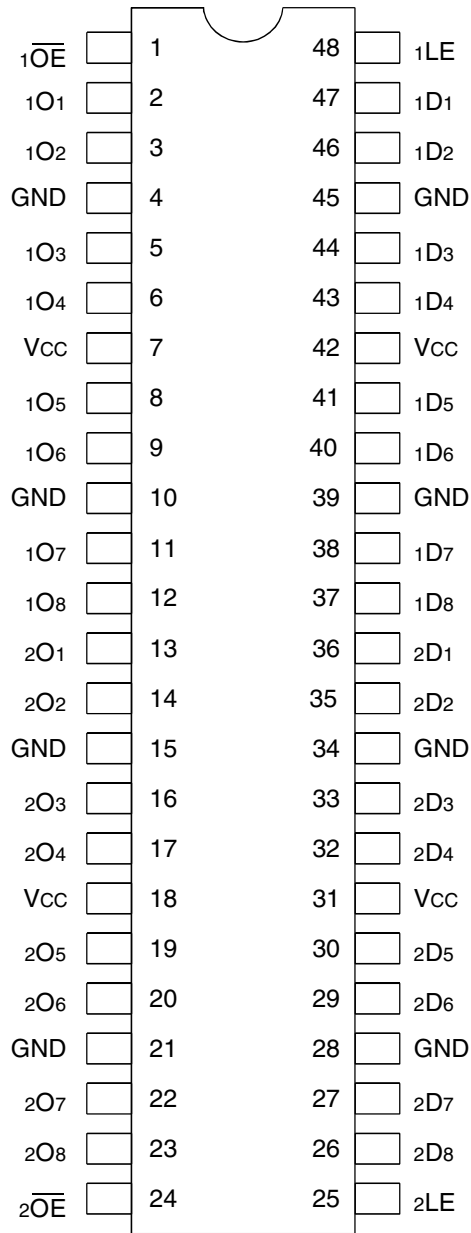 1O̅E̅ 1 48 1LE
1O1 2 47 1D1
1O2 3 46 1D2
GND 4 45 GND
1O3 5 44 1D3
1O4 6 43 1D4
VCC 7 42 VCC
1O5 8 41 1D5
1O6 9 40 1D6
GND 10 39 GND
1O7 11 38 1D7
1O8 12 37 1D8
2O1 13 36 2D1
2O2 14 35 2D2
GND 15 34 GND
2O3 16 33 2D3
2O4 17 32 2D4
VCC 18 31 VCC
2O5 19 30 2D5
2O6 20 29 2D6
GND 21 28 GND
2O7 22 27 2D7
2O8 23 26 2D8
2O̅E̅ 24 25 2LE